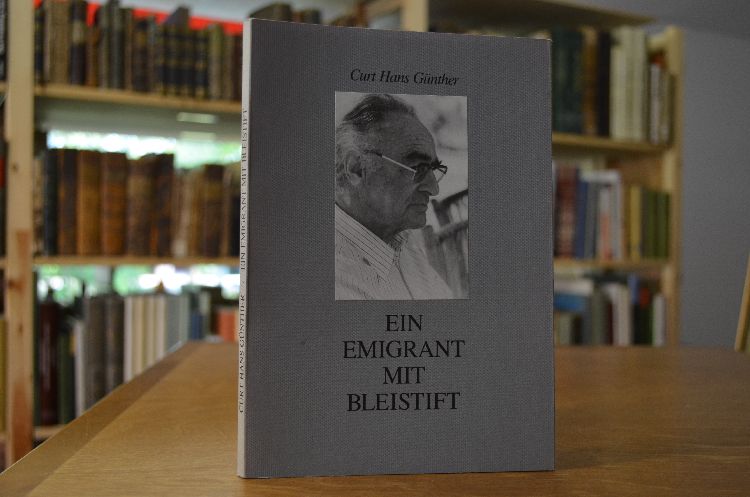 Curt Hans Günther
EIN
EMIGRANT
MIT
BLEISTIFT
CURT HANS GÜNTHER · EIN EMIGRANT MIT BLEISTIFT